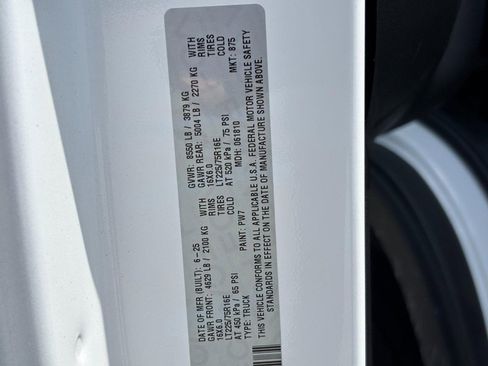 DATE OF MFR (BUILT): 6-25 GVWR: 8550 LB / 3879 KG
GAWR FRONT: 4629 LB / 2100 KG WITH GAWR REAR: 5004 LB / 2270 KG WITH
16X6.0 RIMS 16X6.0 RIMS
LT225/75R16E TIRES LT225/75R16E TIRES
AT 450 kPa / 65 PSI COLD AT 520 kPa / 75 PSI COLD
TYPE: TRUCK PAINT: PW7 MDH: 061810 MKT: 875
THIS VEHICLE CONFORMS TO ALL APPLICABLE U.S.A. FEDERAL MOTOR VEHICLE SAFETY
STANDARDS IN EFFECT ON THE DATE OF MANUFACTURE SHOWN ABOVE.